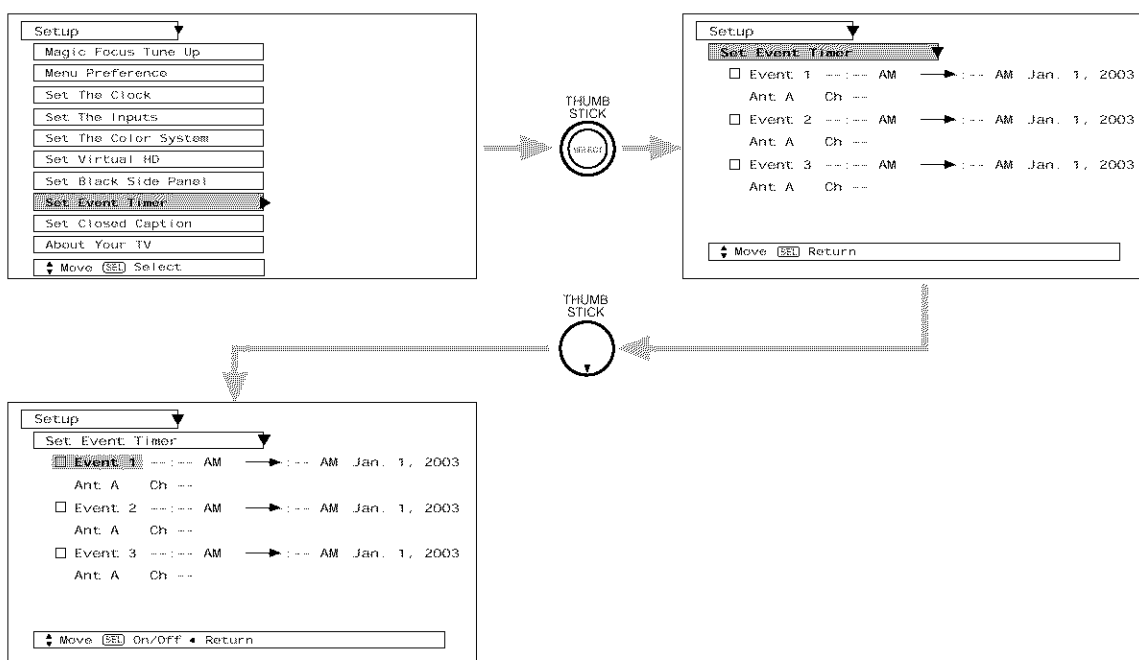 Setup
Magic Focus Tune Up
Menu Preference
Set The Clock
Set The Inputs
Set The Color System
Set Virtual HD
Set Black Side Panel
Set Event Timer
Set Closed Caption
About Your TV
Move SEL Select
THUMB
STICK
SELECT
Setup
Set Event Timer
Event 1 --:-- AM :-- AM Jan. 1, 2003
Ant A Ch --
Event 2 --:-- AM :-- AM Jan. 1, 2003
Ant A Ch --
Event 3 --:-- AM :-- AM Jan. 1, 2003
Ant A Ch --
Move SEL Return
THUMB
STICK
Setup
Set Event Timer
Event 1 --:-- AM :-- AM Jan. 1, 2003
Ant A Ch --
Event 2 --:-- AM :-- AM Jan. 1, 2003
Ant A Ch --
Event 3 --:-- AM :-- AM Jan. 1, 2003
Ant A Ch --
Move SEL On/Off Return